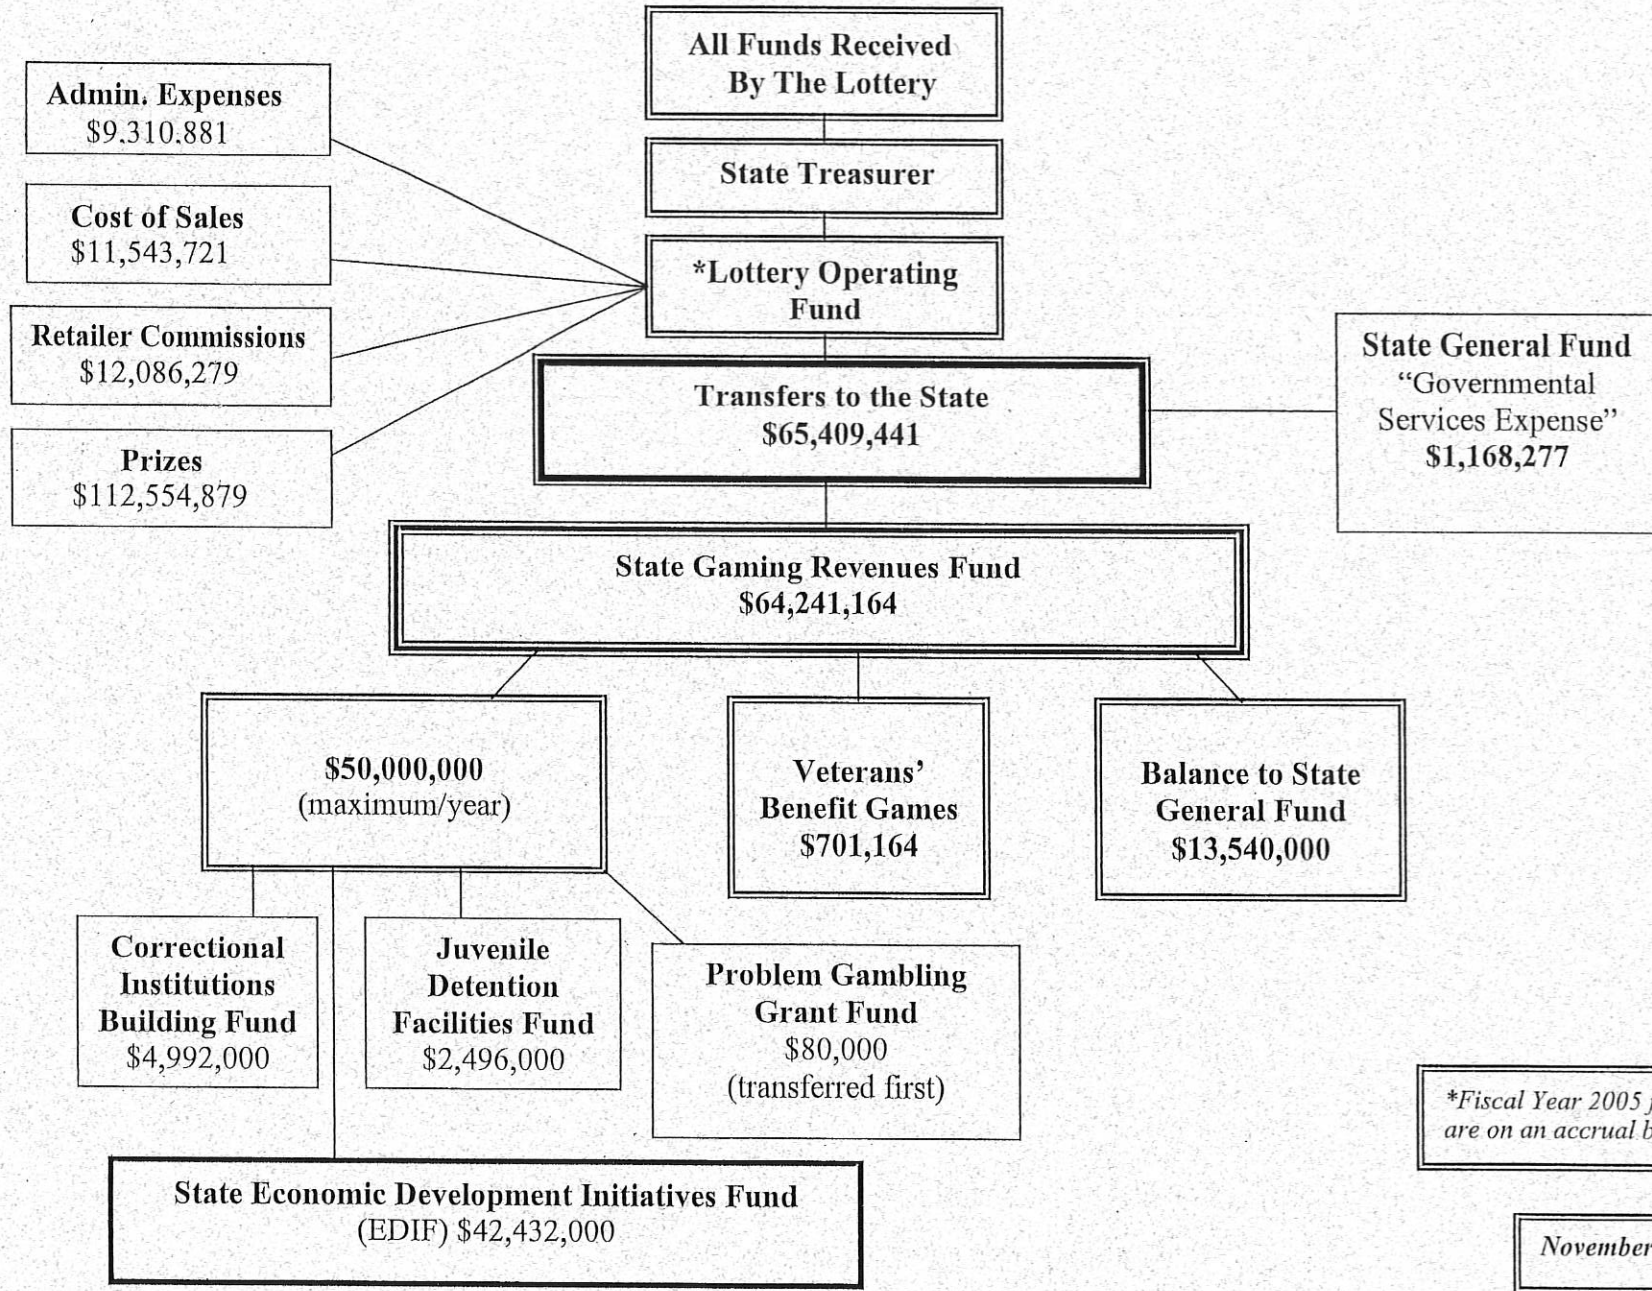 All Funds Received
By The Lottery
State Treasurer
*Lottery Operating
Fund
Admin. Expenses
$9.310.881
Cost of Sales
$11,543,721
Retailer Commissions
$12,086,279
Prizes
$112,554,879
Transfers to the State
$65,409,441
State General Fund
“Governmental
Services Expense”
$1,168,277
State Gaming Revenues Fund
$64,241,164
$50,000,000
(maximum/year)
Veterans’
Benefit Games
$701,164
Balance to State
General Fund
$13,540,000
Correctional
Institutions
Building Fund
$4,992,000
Juvenile
Detention
Facilities Fund
$2,496,000
Problem Gambling
Grant Fund
$80,000
(transferred first)
State Economic Development Initiatives Fund
(EDIF) $42,432,000
*Fiscal Year 2005
are on an accrual
November